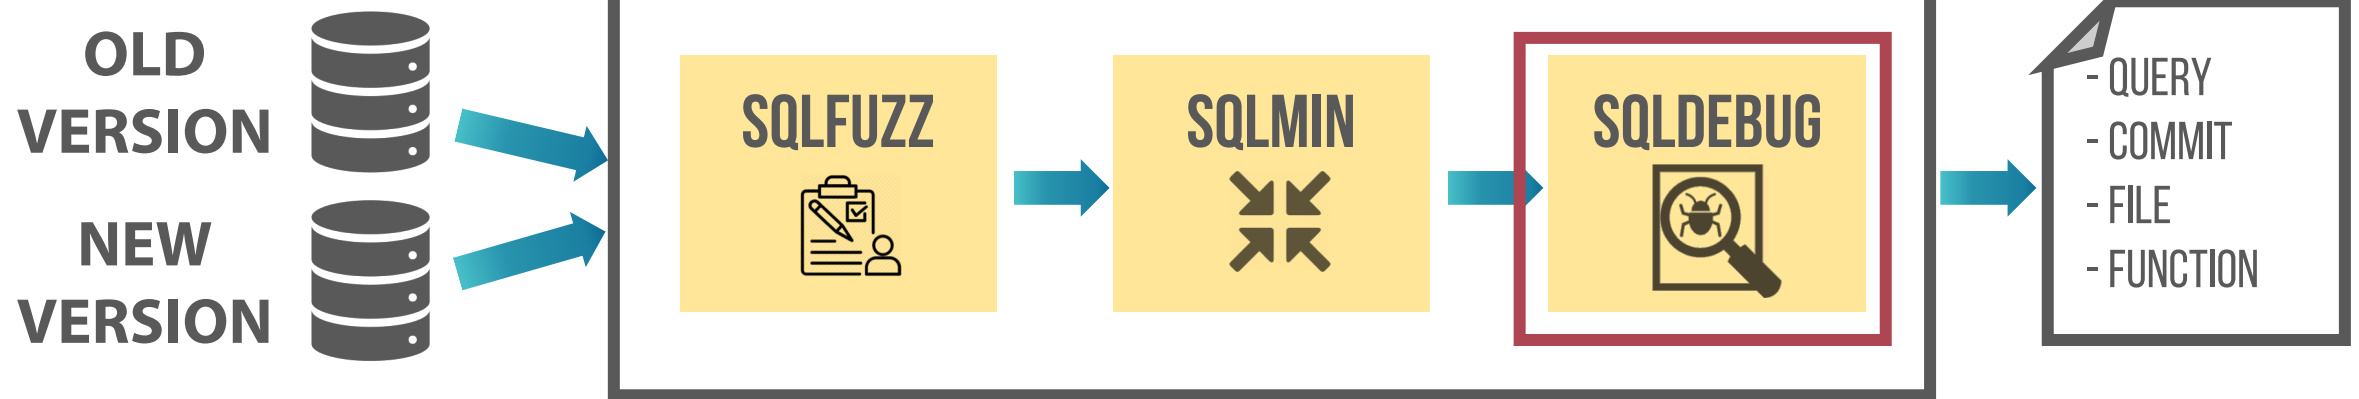 OLD
VERSION
NEW
VERSION
SQLFUZZ
SQLMIN
SQLDEBUG
- QUERY
- COMMIT
- FILE
- FUNCTION